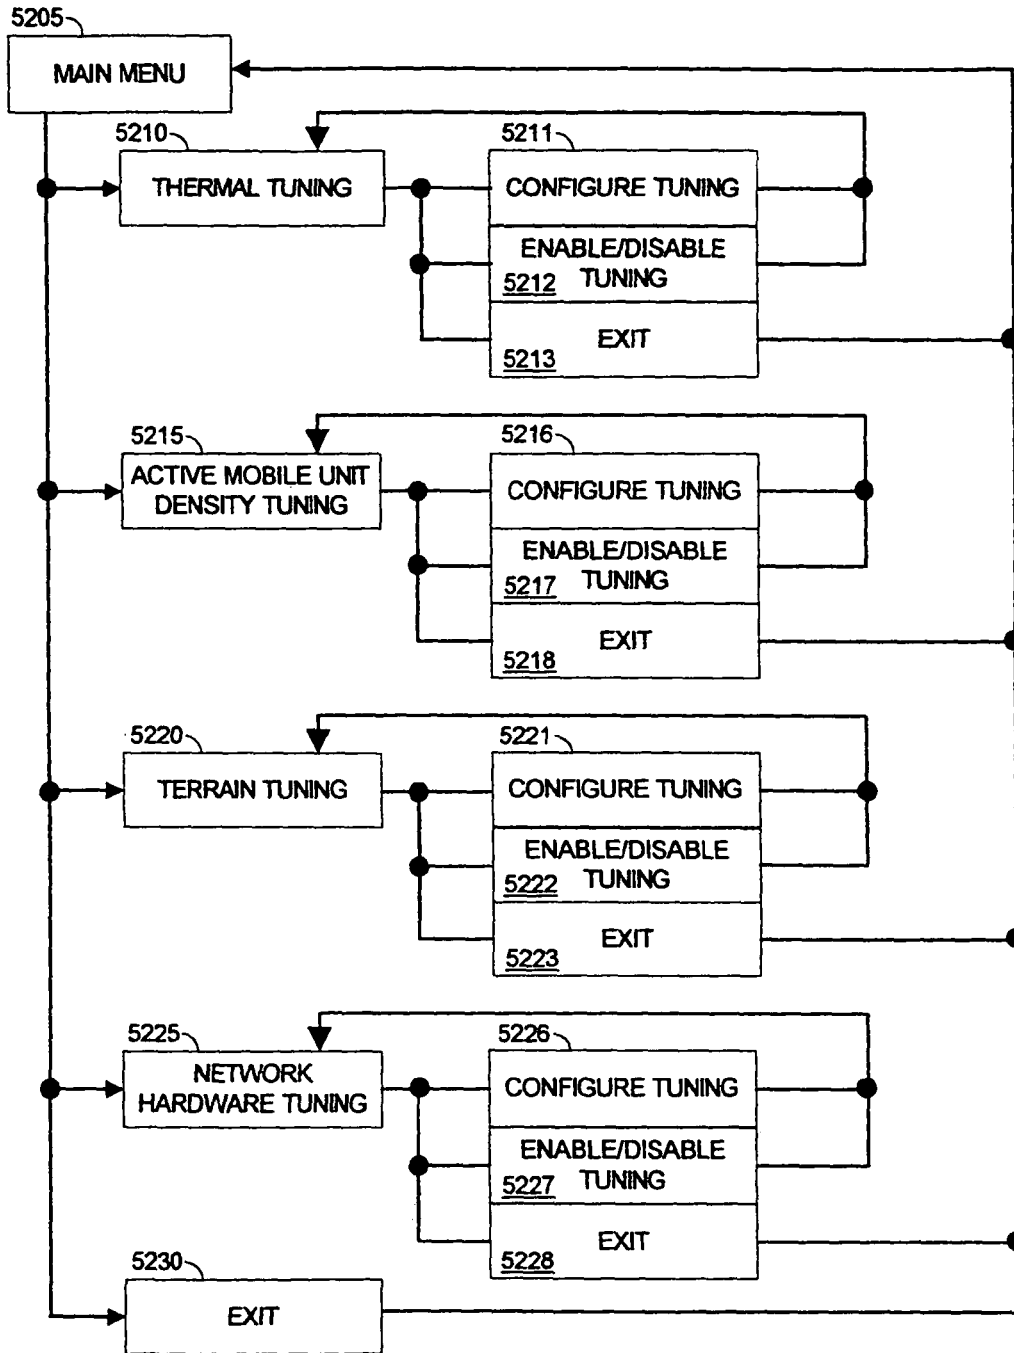 5205
MAIN MENU
5210
THERMAL TUNING
5211
CONFIGURE TUNING
ENABLE/DISABLE
5212 TUNING
EXIT
5213
5215
ACTIVE MOBILE UNIT
DENSITY TUNING
5216
CONFIGURE TUNING
ENABLE/DISABLE
5217 TUNING
EXIT
5218
5220
TERRAIN TUNING
5221
CONFIGURE TUNING
ENABLE/DISABLE
5222 TUNING
EXIT
5223
5225
NETWORK
HARDWARE TUNING
5226
CONFIGURE TUNING
ENABLE/DISABLE
5227 TUNING
EXIT
5228
5230
EXIT